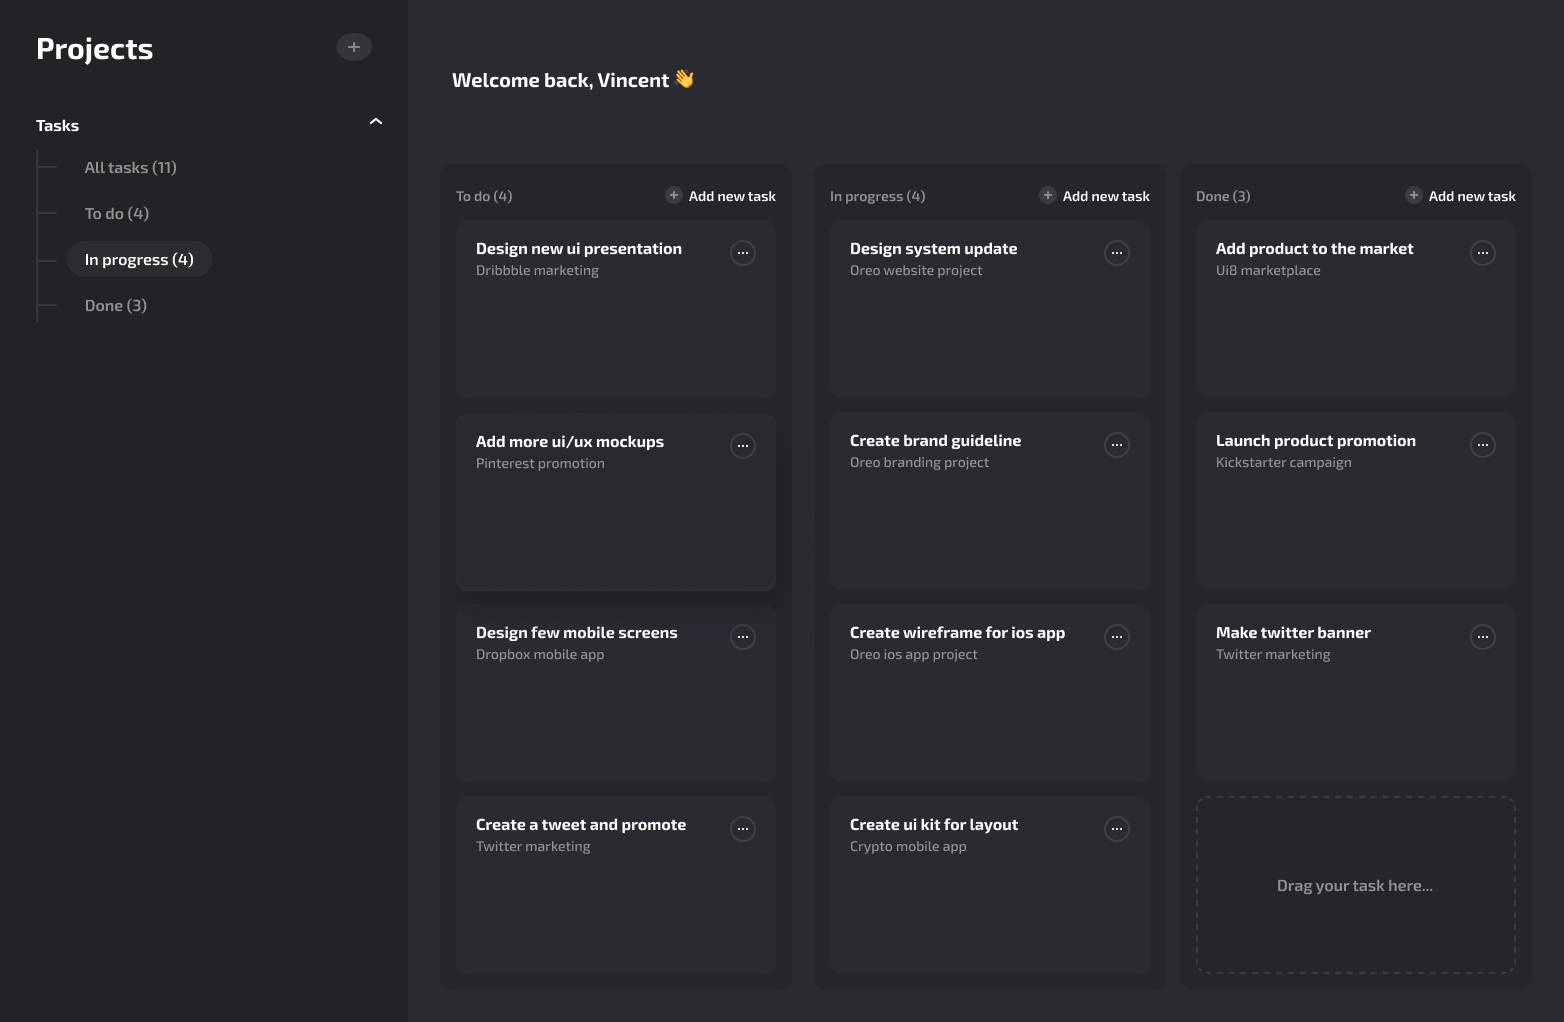 Projects
Tasks
All tasks (11)
To do (4)
In progress (4)
Done (3)
Welcome back, Vincent 👋
To do (4)
Add new task
Design new ui presentation
Dribbble marketing
Add more ui/ux mockups
Pinterest promotion
Design few mobile screens
Dropbox mobile app
Create a tweet and promote
Twitter marketing
In progress (4)
Add new task
Design system update
Oreo website project
Create brand guideline
Oreo branding project
Create wireframe for ios app
Oreo ios app project
Create ui kit for layout
Crypto mobile app
Done (3)
Add new task
Add product to the market
Ui8 marketplace
Launch product promotion
Kickstarter campaign
Make twitter banner
Twitter marketing
Drag your task here...